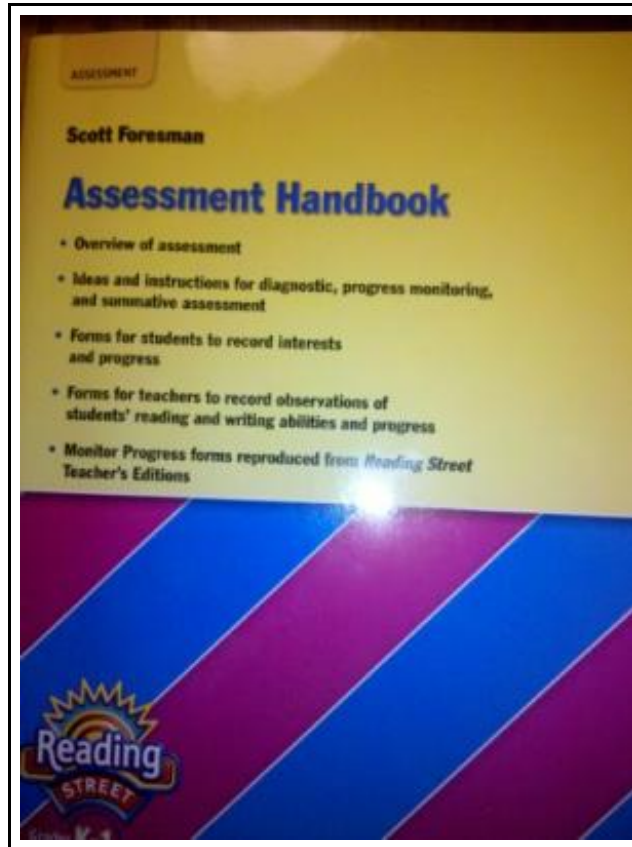 ASSESSMENT
Scott Foresman
Assessment Handbook
• Overview of assessment
• Ideas and instructions for diagnostic, progress monitoring,
and summative assessment
• Forms for students to record interests
and progress
• Forms for teachers to record observations of
students' reading and writing abilities and progress
• Monitor Progress forms reproduced from Reading Street
Teacher's Editions
Reading
STREET
Grades K-1